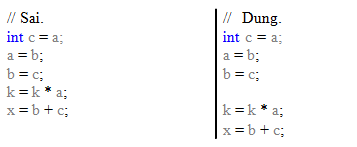 // Sai.
int c = a;
a = b;
b = c;
k = k * a;
x = b + c;
// Dung.
int c = a;
a = b;
b = c;
k = k * a;
x = b + c;